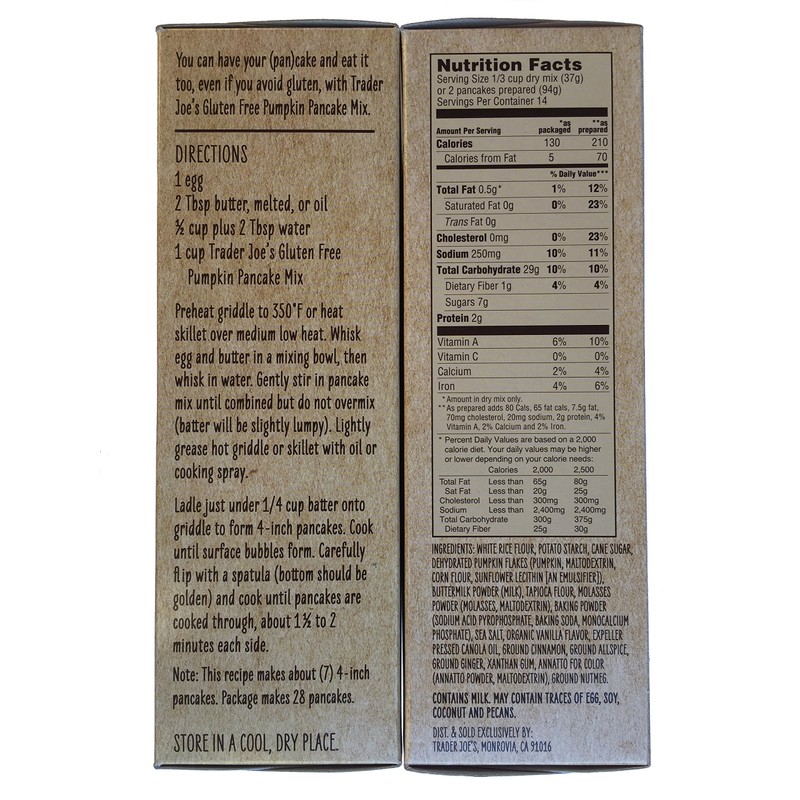 You can have your (pan)cake and eat it
too, even if you avoid gluten, with Trader
Joe's Gluten Free Pumpkin Pancake Mix.
DIRECTIONS
1 egg
2 Tbsp butter, melted, or oil
½ cup plus 2 Tbsp water
1 cup Trader Joe's Gluten Free
Pumpkin Pancake Mix
Preheat griddle to 350°F or heat
skillet over medium low heat. Whisk
egg and butter in a mixing bowl, then
whisk in water. Gently stir in pancake
mix until combined but do not overmix
(batter will be slightly lumpy). Lightly
grease hot griddle or skillet with oil or
cooking spray.
Ladle just under 1/4 cup batter onto
griddle to form 4-inch pancakes. Cook
until surface bubbles form. Carefully
flip with a spatula (bottom should be
golden) and cook until pancakes are
cooked through, about 1½ to 2
minutes each side.
Note: This recipe makes about (7) 4-inch
pancakes. Package makes 28 pancakes.
STORE IN A COOL, DRY PLACE.
Nutrition Facts
Serving Size 1/3 cup dry mix (37g)
or 2 pancakes prepared (94g)
Servings Per Container 14
Amount Per Serving *as packaged **as prepared
Calories 130 210
Calories from Fat 5 70
% Daily Value***
Total Fat 0.5g* 1% 12%
Saturated Fat 0g 0% 23%
Trans Fat 0g
Cholesterol 0mg 0% 23%
Sodium 250mg 10% 11%
Total Carbohydrate 29g 10% 10%
Dietary Fiber 1g 4% 4%
Sugars 7g
Protein 2g
Vitamin A 6% 10%
Vitamin C 0% 0%
Calcium 2% 4%
Iron 4% 6%
*Amount in dry mix only.
**As prepared adds 80 Cals, 65 fat cals, 7.5g fat,
70mg cholesterol, 20mg sodium, 2g protein, 4%
Vitamin A, 2% Calcium and 2% Iron.
* Percent Daily Values are based on a 2,000
calorie diet. Your daily values may be higher
or lower depending on your calorie needs:
Calories 2,000 2,500
Total Fat Less than 65g 80g
Sat Fat Less than 20g 25g
Cholesterol Less than 300mg 300mg
Sodium Less than 2,400mg 2,400mg
Total Carbohydrate 300g 375g
Dietary Fiber 25g 30g
INGREDIENTS: WHITE RICE FLOUR, POTATO STARCH, CANE SUGAR,
DEHYDRATED PUMPKIN FLAKES (PUMPKIN, MALTODEXTRIN,
CORN FLOUR, SUNFLOWER LECITHIN [AN EMULSIFIER]),
BUTTERMILK POWDER (MILK), TAPIOCA FLOUR, MOLASSES
POWDER (MOLASSES, MALTODEXTRIN), BAKING POWDER
(SODIUM ACID PYROPHOSPHATE, BAKING SODA, MONOCALCIUM
PHOSPHATE), SEA SALT, ORGANIC VANILLA FLAVOR, EXPELLER
PRESSED CANOLA OIL, GROUND CINNAMON, GROUND ALLSPICE,
GROUND GINGER, XANTHAN GUM, ANNATTO FOR COLOR
(ANNATTO POWDER, MALTODEXTRIN), GROUND NUTMEG.
CONTAINS MILK. MAY CONTAIN TRACES OF EGG, SOY,
COCONUT AND PECANS.
DIST. & SOLD EXCLUSIVELY BY:
TRADER JOE'S, MONROVIA, CA 91016